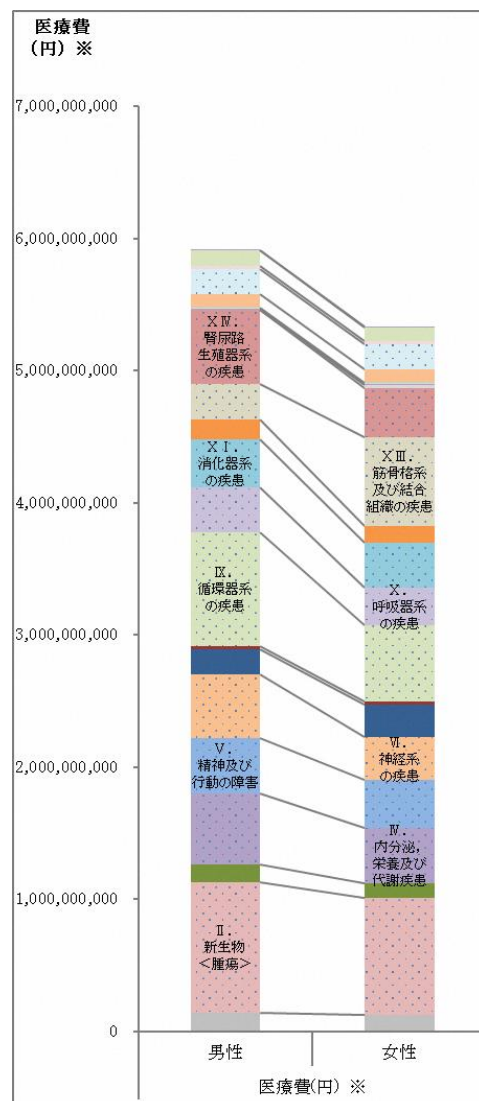 医療費
（円）※
7,000,000,000
6,000,000,000
5,000,000,000
4,000,000,000
3,000,000,000
2,000,000,000
1,000,000,000
0
ⅩⅣ．
腎尿路
生殖器系
の疾患
ⅩⅠ．
消化器系
の疾患
Ⅸ．
循環器系
の疾患
Ⅴ．
精神及び
行動の障害
Ⅱ．
新生物
＜腫瘍＞
ⅩⅢ．
筋骨格系
及び結合
組織の疾患
Ⅹ．
呼吸器系
の疾患
Ⅵ．
神経系
の疾患
Ⅳ．
内分泌，
栄養及び
代謝疾患
男性
女性
医療費(円) ※